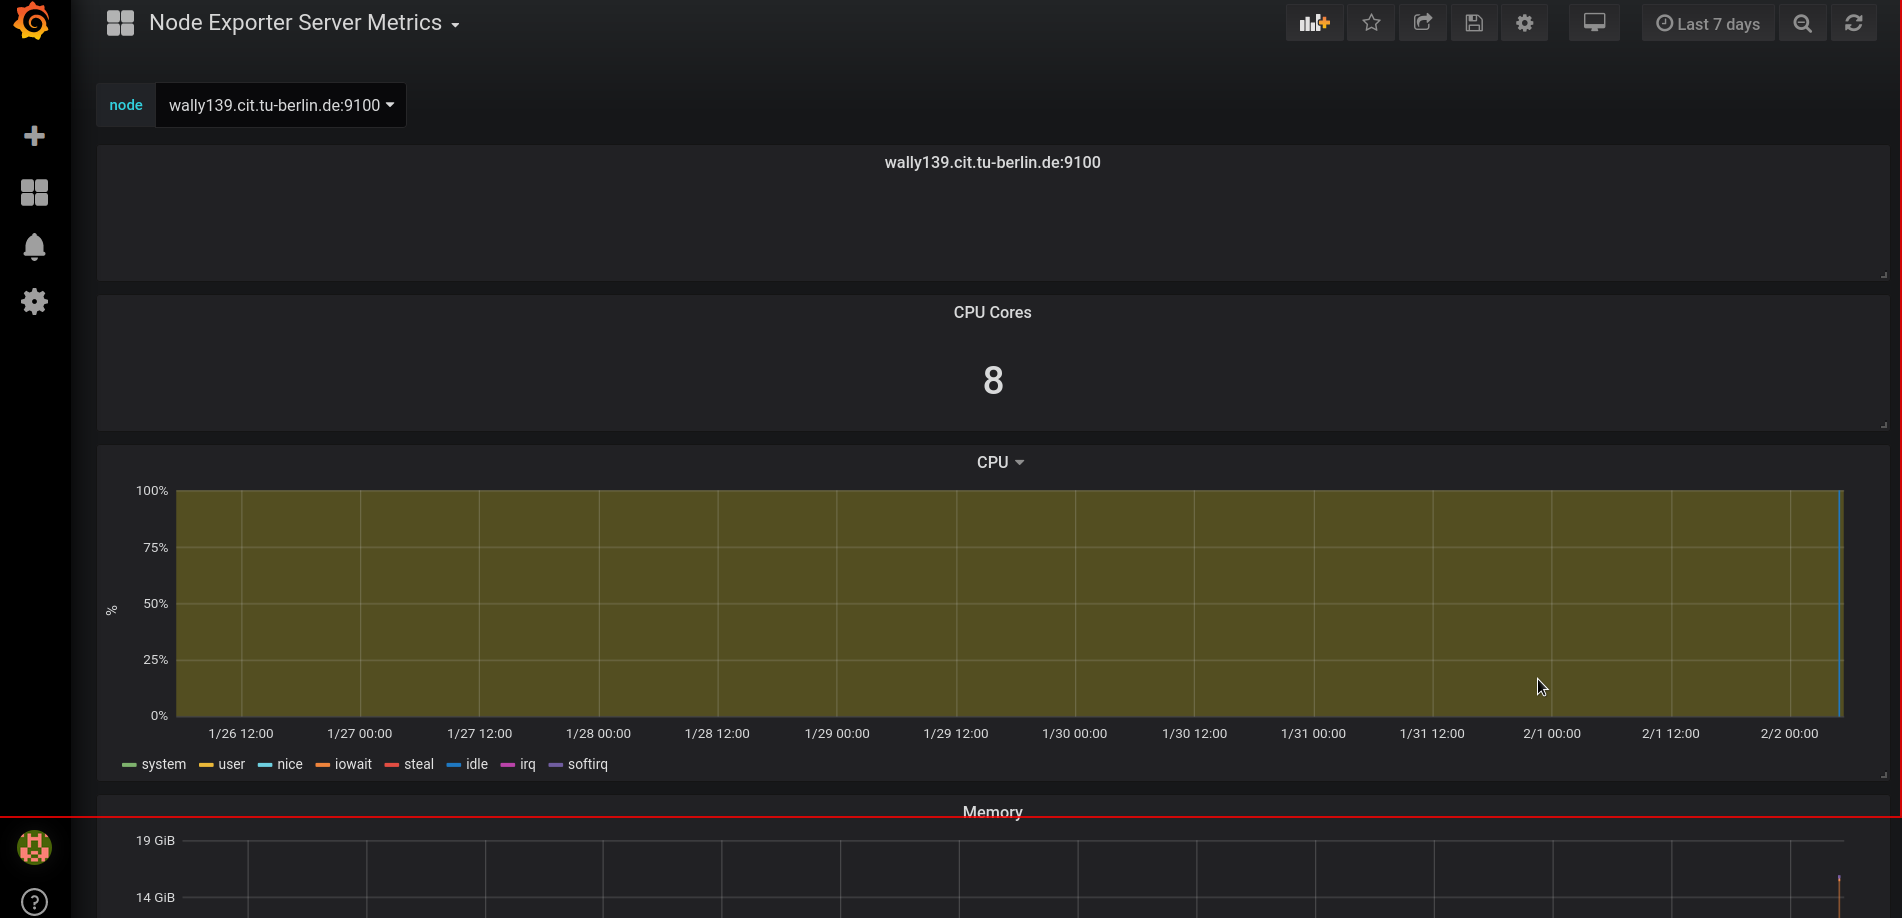 Node Exporter Server Metrics
Last 7 days
node wally139.cit.tu-berlin.de:9100
wally139.cit.tu-berlin.de:9100
CPU Cores
8
CPU
100%
75%
50%
25%
0%
%
1/26 12:00 1/27 00:00 1/27 12:00 1/28 00:00 1/28 12:00 1/29 00:00 1/29 12:00 1/30 00:00 1/30 12:00 1/31 00:00 1/31 12:00 2/1 00:00 2/1 12:00 2/2 00:00
system user nice iowait steal idle irq softirq
Memory
19 GiB
14 GiB
?